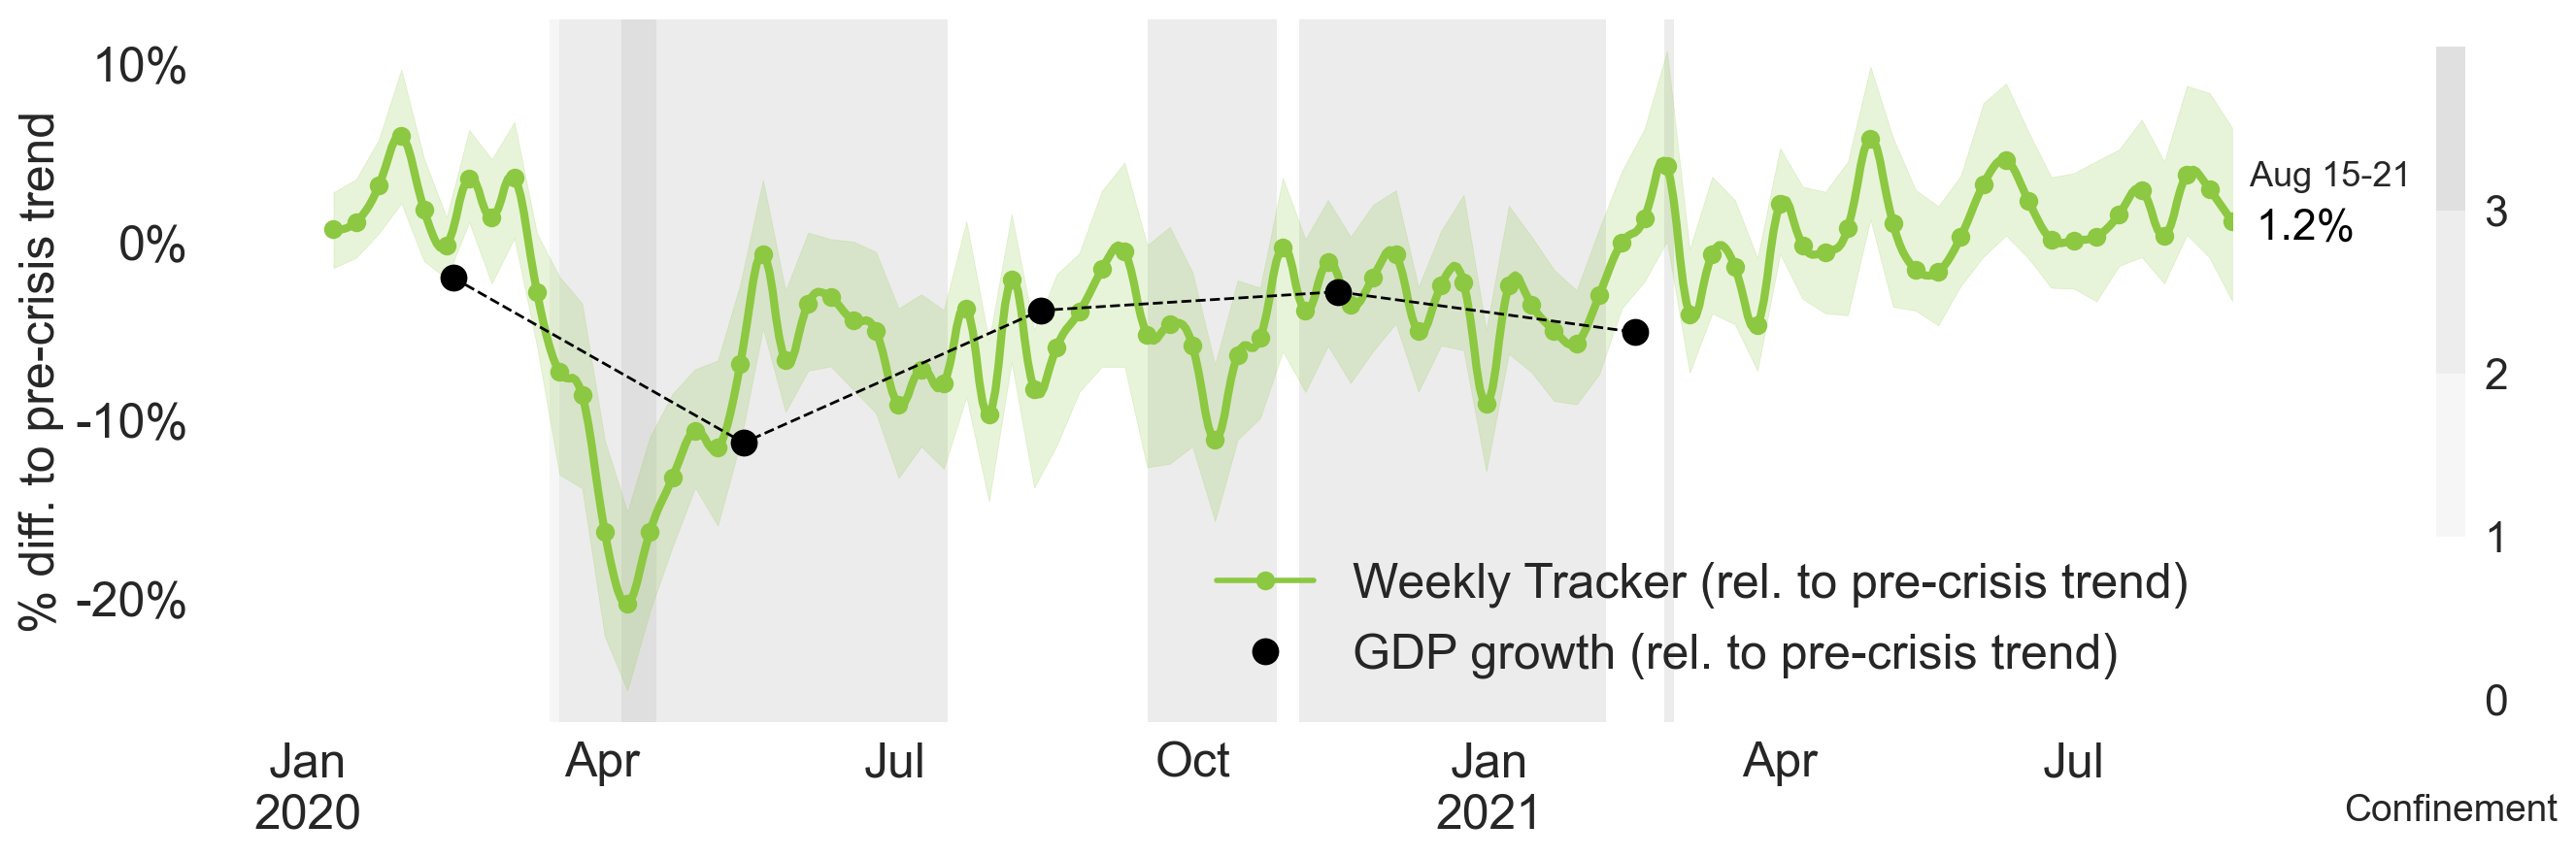 % diff. to pre-crisis trend
10%
0%
-10%
-20%
Aug 15-21
1.2%
Weekly Tracker (rel. to pre-crisis trend)
GDP growth (rel. to pre-crisis trend)
Jan
2020
Apr
Jul
Oct
Jan
2021
Apr
Jul
3
2
1
0
Confinement